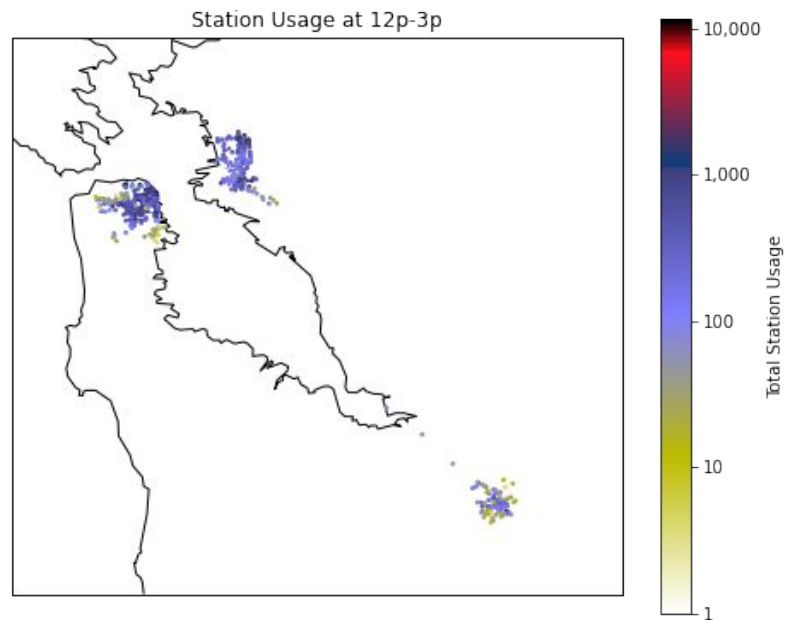 Station Usage at 12p-3p
10,000
1,000
100
10
1
Total Station Usage